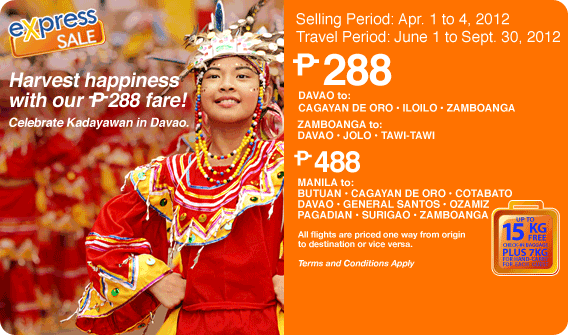 eXpress
SALE
Harvest happiness
with our ₱288 fare!
Celebrate Kadayawan in Davao.
Selling Period: Apr. 1 to 4, 2012
Travel Period: June 1 to Sept. 30, 2012
₱288
DAVAO to:
CAGAYAN DE ORO • ILOILO • ZAMBOANGA
ZAMBOANGA to:
DAVAO • JOLO • TAWI-TAWI
₱488
MANILA to:
BUTUAN • CAGAYAN DE ORO • COTABATO
DAVAO • GENERAL SANTOS • OZAMIZ
PAGADIAN • SURIGAO • ZAMBOANGA
All flights are priced one way from origin
to destination or vice versa.
Terms and Conditions Apply
UP TO
15 KG
FREE
CHECK-IN BAGGAGE
PLUS 7KG
FOR HAND-CARRY